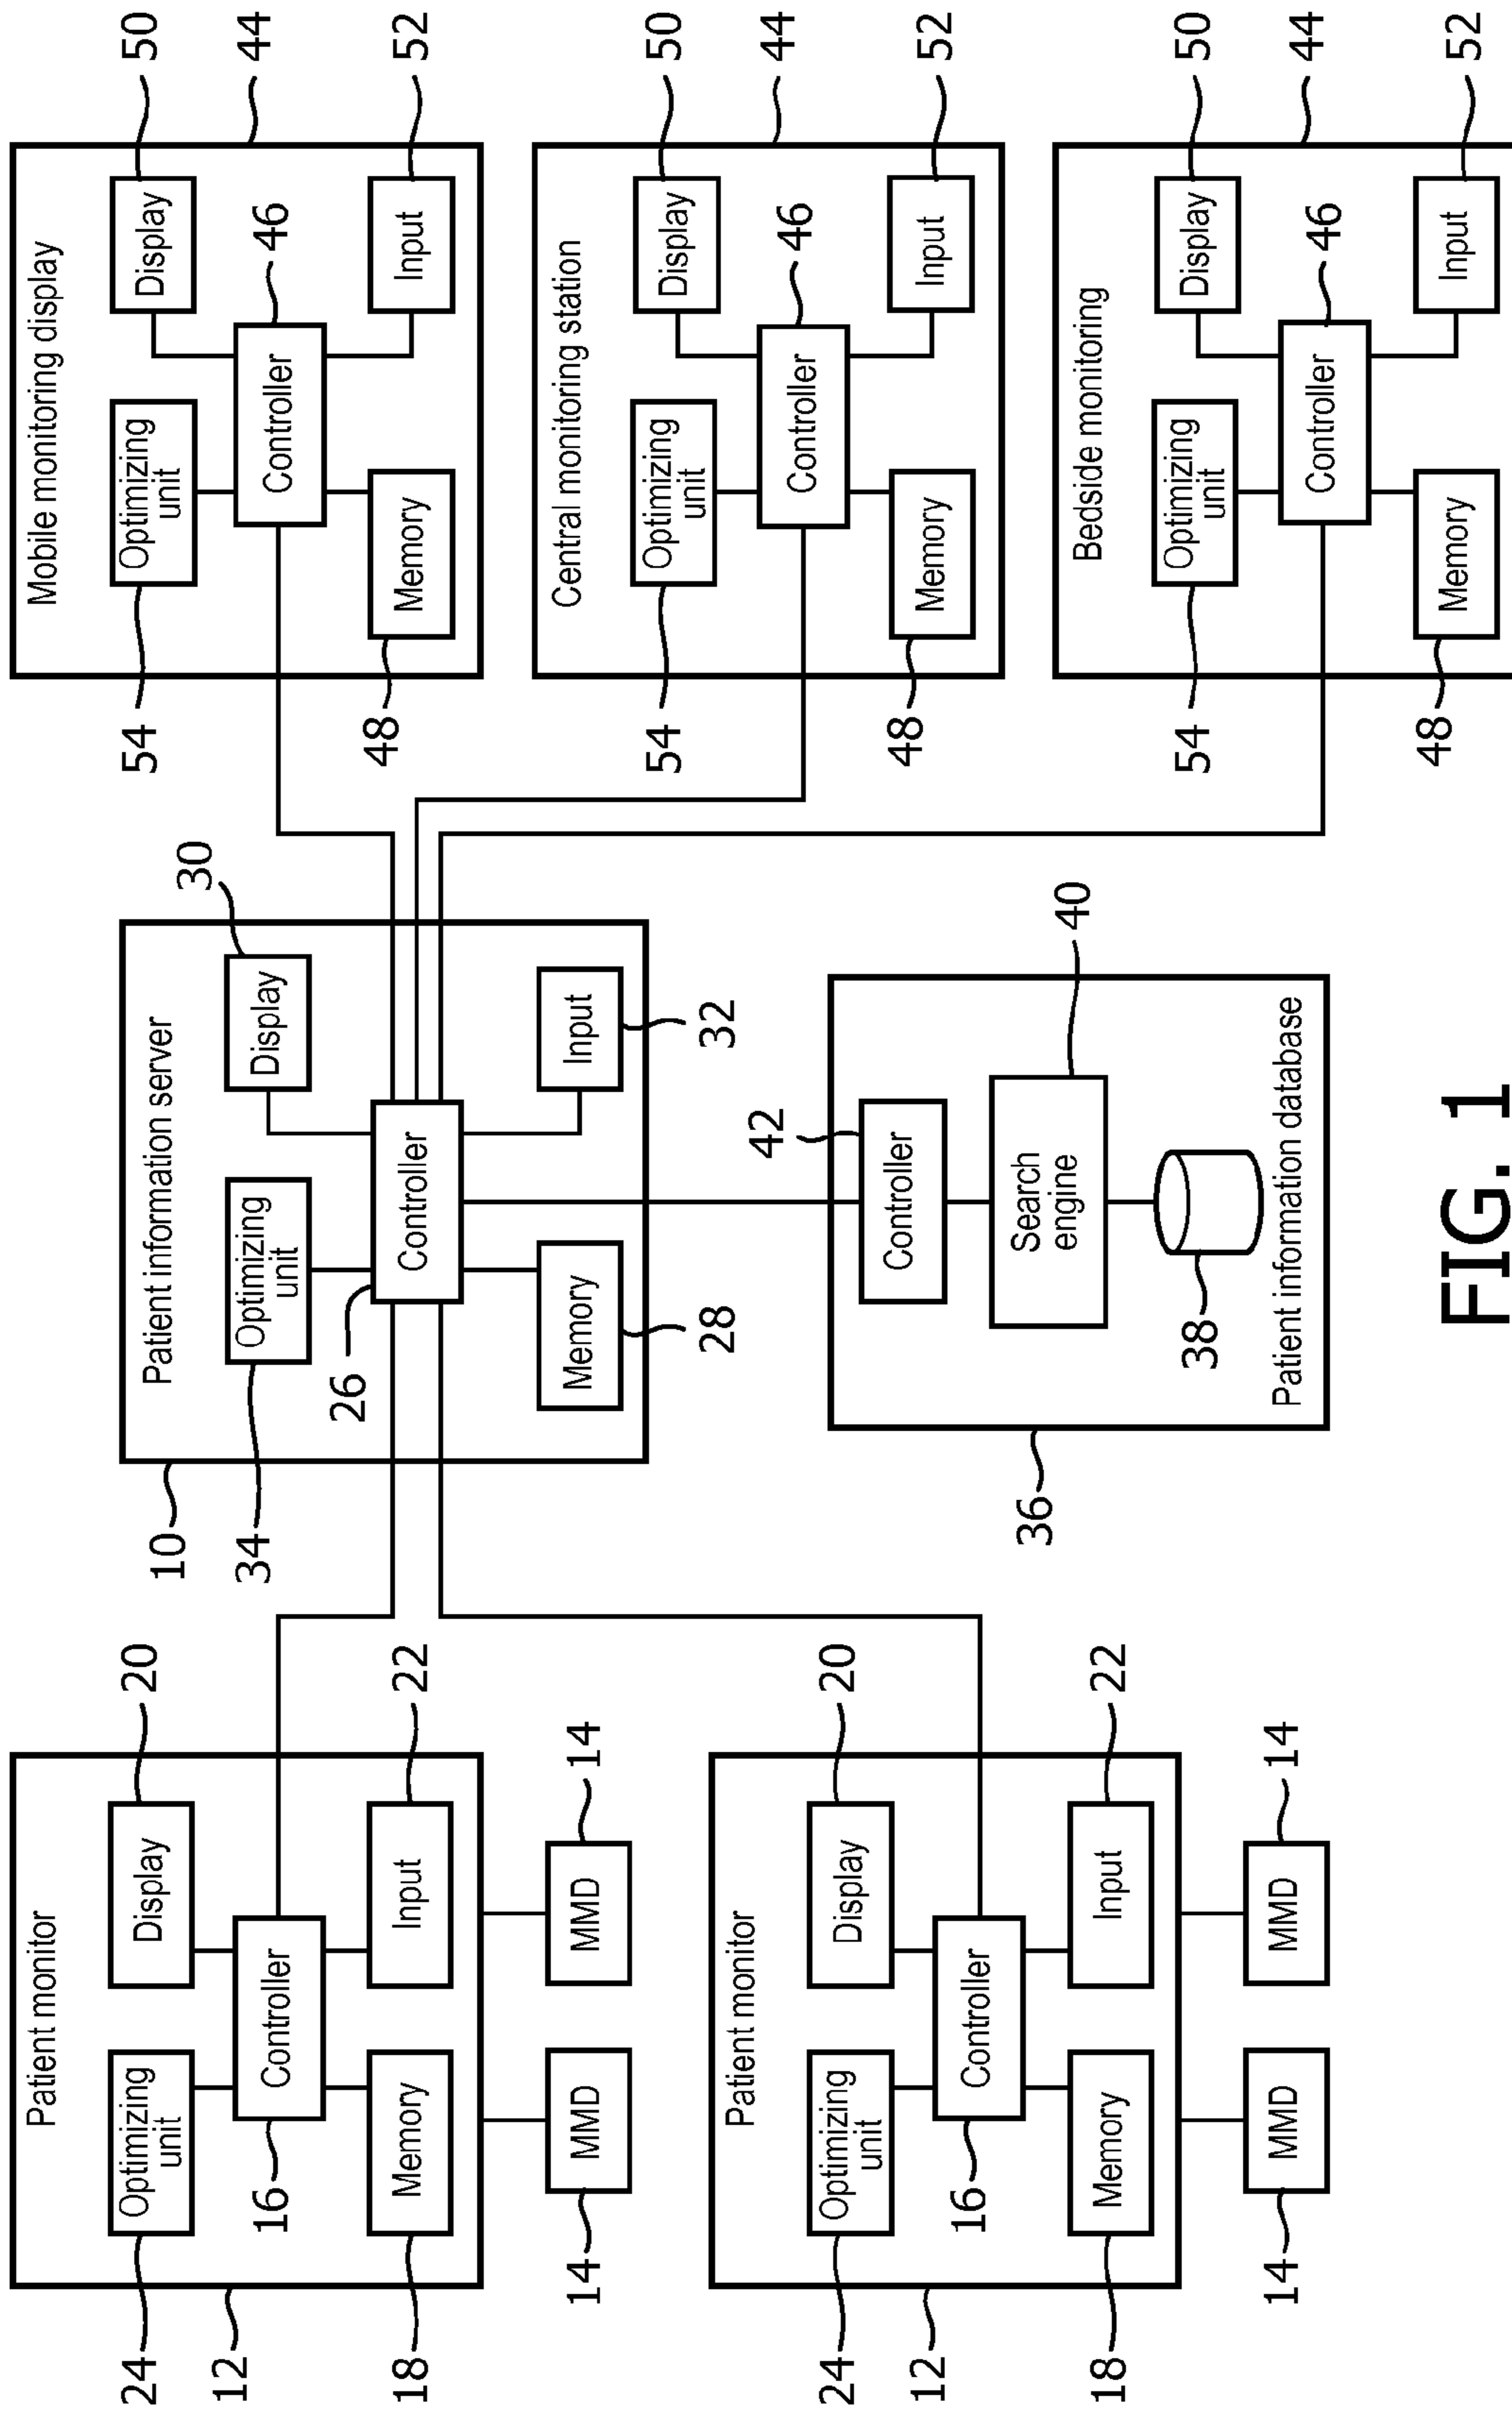 Patient monitor
Optimizing
unit
Display
Controller
Memory
Input
MMD
MMD
24
12
18
16
20
22
14
14
Patient monitor
Optimizing
unit
Display
Controller
Memory
Input
MMD
MMD
24
12
18
16
20
22
14
14
Patient information server
Optimizing
unit
Display
Controller
Memory
Input
10
34
26
30
28
32
Controller
Search
engine
Patient information database
42
40
38
36
Mobile monitoring display
Optimizing
unit
Display
Controller
Memory
Input
54
48
46
50
44
52
Central monitoring station
Optimizing
unit
Display
Controller
Memory
Input
54
48
46
50
44
52
Bedside monitoring
Optimizing
unit
Display
Controller
Memory
Input
54
48
46
50
44
52
FIG. 1